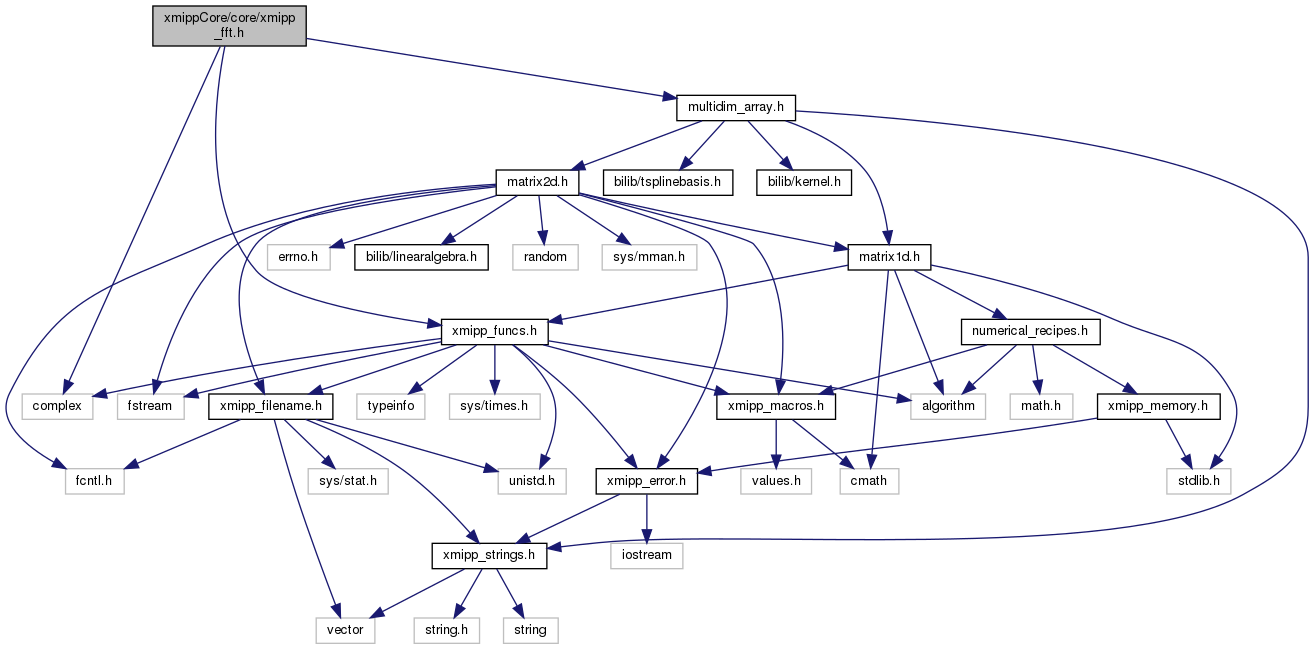 xmippCore/core/xmipp
_fft.h
multidim_array.h
matrix2d.h
bilib/tsplinebasis.h
bilib/kernel.h
errno.h
bilib/linearalgebra.h
random
sys/mman.h
matrix1d.h
xmipp_funcs.h
numerical_recipes.h
complex
fstream
xmipp_filename.h
typeinfo
sys/times.h
xmipp_macros.h
algorithm
math.h
xmipp_memory.h
fcntl.h
sys/stat.h
unistd.h
xmipp_error.h
values.h
cmath
stdlib.h
xmipp_strings.h
iostream
vector
string.h
string